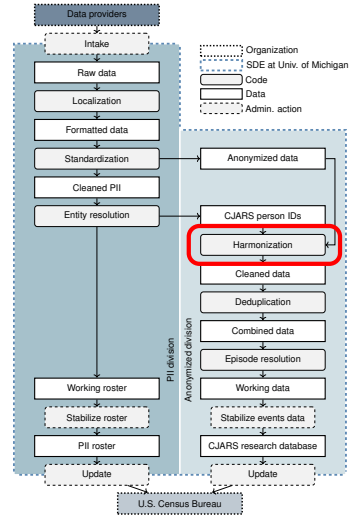 Data providers
Intake
Raw data
Localization
Formatted data
Standardization
Cleaned PII
Entity resolution
Working roster
Stabilize roster
PII roster
Update
PII division
Anonymized division
Organization
SDE at Univ. of Michigan
Code
Data
Admin. action
Anonymized data
CJARS person IDs
Harmonization
Cleaned data
Deduplication
Combined data
Episode resolution
Working data
Stabilize events data
CJARS research database
Update
U.S. Census Bureau